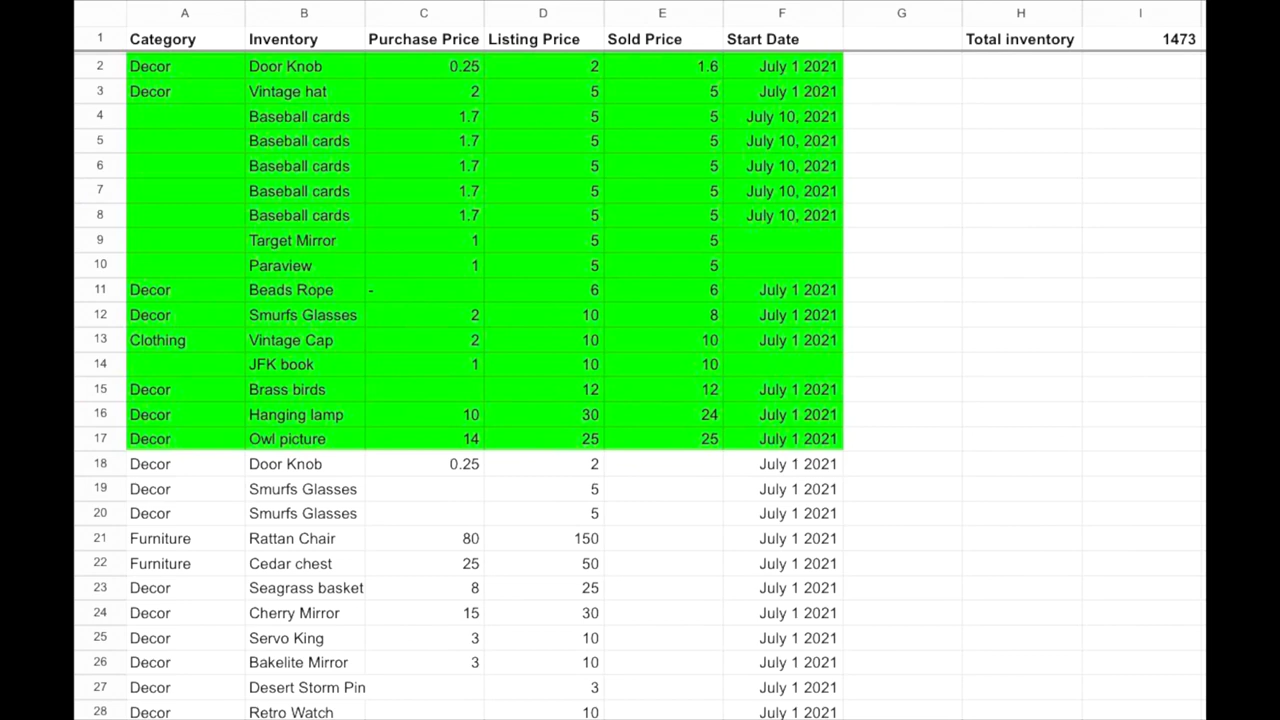 A B C D E F G H I
1 Category Inventory Purchase Price Listing Price Sold Price Start Date Total inventory 1473
2 Decor Door Knob 0.25 2 1.6 July 1 2021
3 Decor Vintage hat 2 5 5 July 1 2021
4 Baseball cards 1.7 5 5 July 10, 2021
5 Baseball cards 1.7 5 5 July 10, 2021
6 Baseball cards 1.7 5 5 July 10, 2021
7 Baseball cards 1.7 5 5 July 10, 2021
8 Baseball cards 1.7 5 5 July 10, 2021
9 Target Mirror 1 5 5
10 Paraview 1 5 5
11 Decor Beads Rope - 6 6 July 1 2021
12 Decor Smurfs Glasses 2 10 8 July 1 2021
13 Clothing Vintage Cap 2 10 10 July 1 2021
14 JFK book 1 10 10
15 Decor Brass birds 12 12 July 1 2021
16 Decor Hanging lamp 10 30 24 July 1 2021
17 Decor Owl picture 14 25 25 July 1 2021
18 Decor Door Knob 0.25 2 July 1 2021
19 Decor Smurfs Glasses 5 July 1 2021
20 Decor Smurfs Glasses 5 July 1 2021
21 Furniture Rattan Chair 80 150 July 1 2021
22 Furniture Cedar chest 25 50 July 1 2021
23 Decor Seagrass basket 8 25 July 1 2021
24 Decor Cherry Mirror 15 30 July 1 2021
25 Decor Servo King 3 10 July 1 2021
26 Decor Bakelite Mirror 3 10 July 1 2021
27 Decor Desert Storm Pin 3 July 1 2021
28 Decor Retro Watch 10 July 1 2021